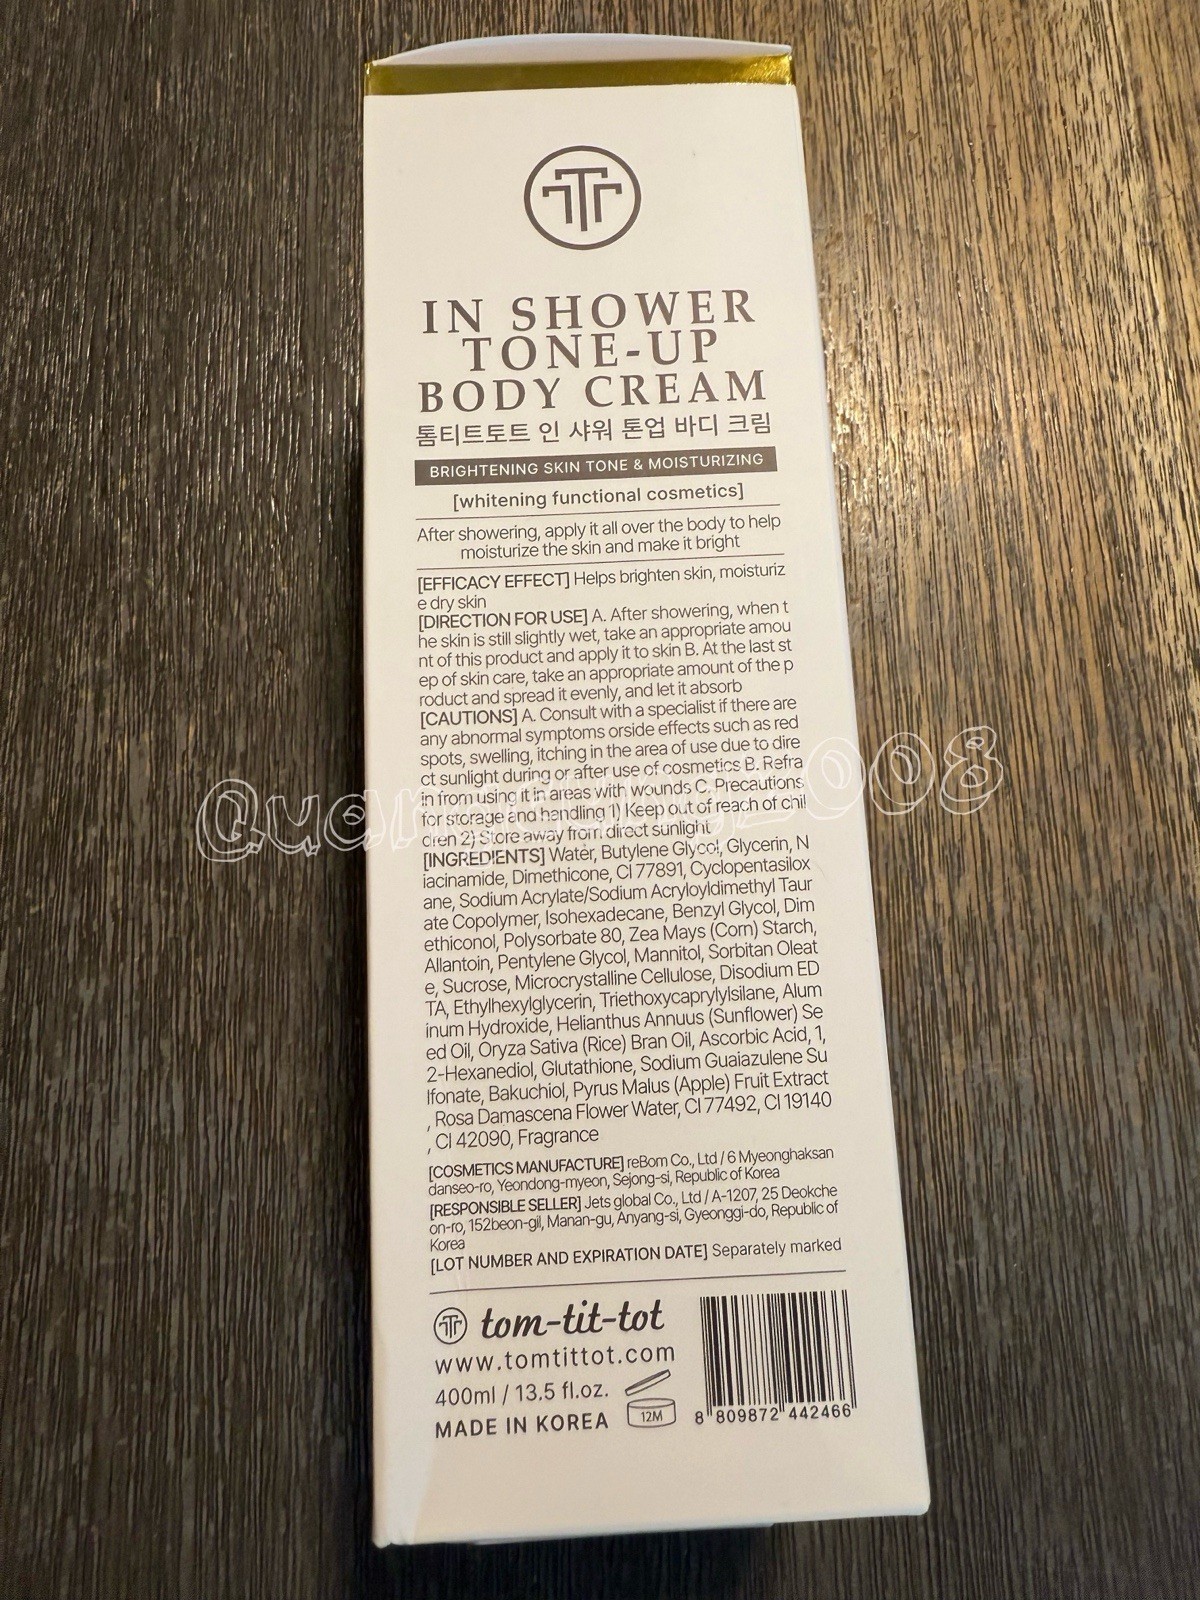 IN SHOWER
TONE-UP
BODY CREAM
톰티트토트 인 샤워 톤업 바디 크림
BRIGHTENING SKIN TONE & MOISTURIZING
[whitening functional cosmetics]
After showering, apply it all over the body to help
moisturize the skin and make it bright
[EFFICACY EFFECT] Helps brighten skin, moisturiz
e dry skin
[DIRECTION FOR USE] A. After showering, when t
he skin is still slightly wet, take an appropriate amou
nt of this product and apply it to skin B. At the last st
ep of skin care, take an appropriate amount of the p
roduct and spread it evenly, and let it absorb
[CAUTIONS] A. Consult with a specialist if there are
any abnormal symptoms orside effects such as red
spots, swelling, itching in the area of use due to dire
ct sunlight during or after use of cosmetics B. Refra
in from using it in areas with wounds C. Precautions
for storage and handling 1) Keep out of reach of chil
dren 2) Store away from direct sunlight
[INGREDIENTS] Water, Butylene Glycol, Glycerin, N
iacinamide, Dimethicone, CI 77891, Cyclopentasilox
ane, Sodium Acrylate/Sodium Acryloyldimethyl Taur
ate Copolymer, Isohexadecane, Benzyl Glycol, Dim
ethiconol, Polysorbate 80, Zea Mays (Corn) Starch,
Allantoin, Pentylene Glycol, Mannitol, Sorbitan Oleat
e, Sucrose, Microcrystalline Cellulose, Disodium ED
TA, Ethylhexylglycerin, Triethoxycaprylylsilane, Alum
inum Hydroxide, Helianthus Annuus (Sunflower) Se
ed Oil, Oryza Sativa (Rice) Bran Oil, Ascorbic Acid, 1,
2-Hexanediol, Glutathione, Sodium Guaiazulene Su
lfonate, Bakuchiol, Pyrus Malus (Apple) Fruit Extract
, Rosa Damascena Flower Water, CI 77492, CI 19140
, CI 42090, Fragrance
[COSMETICS MANUFACTURE] reBom Co., Ltd / 6 Myeonghaksan
danseo-ro, Yeondong-myeon, Sejong-si, Republic of Korea
[RESPONSIBLE SELLER] Jets global Co., Ltd / A-1207, 25 Deokche
on-ro, 152beon-gil, Manan-gu, Anyang-si, Gyeonggi-do, Republic of
Korea
[LOT NUMBER AND EXPIRATION DATE] Separately marked
tom-tit-tot
www.tomtittot.com
400ml / 13.5 fl.oz.
MADE IN KOREA
12M
8 809872 442466